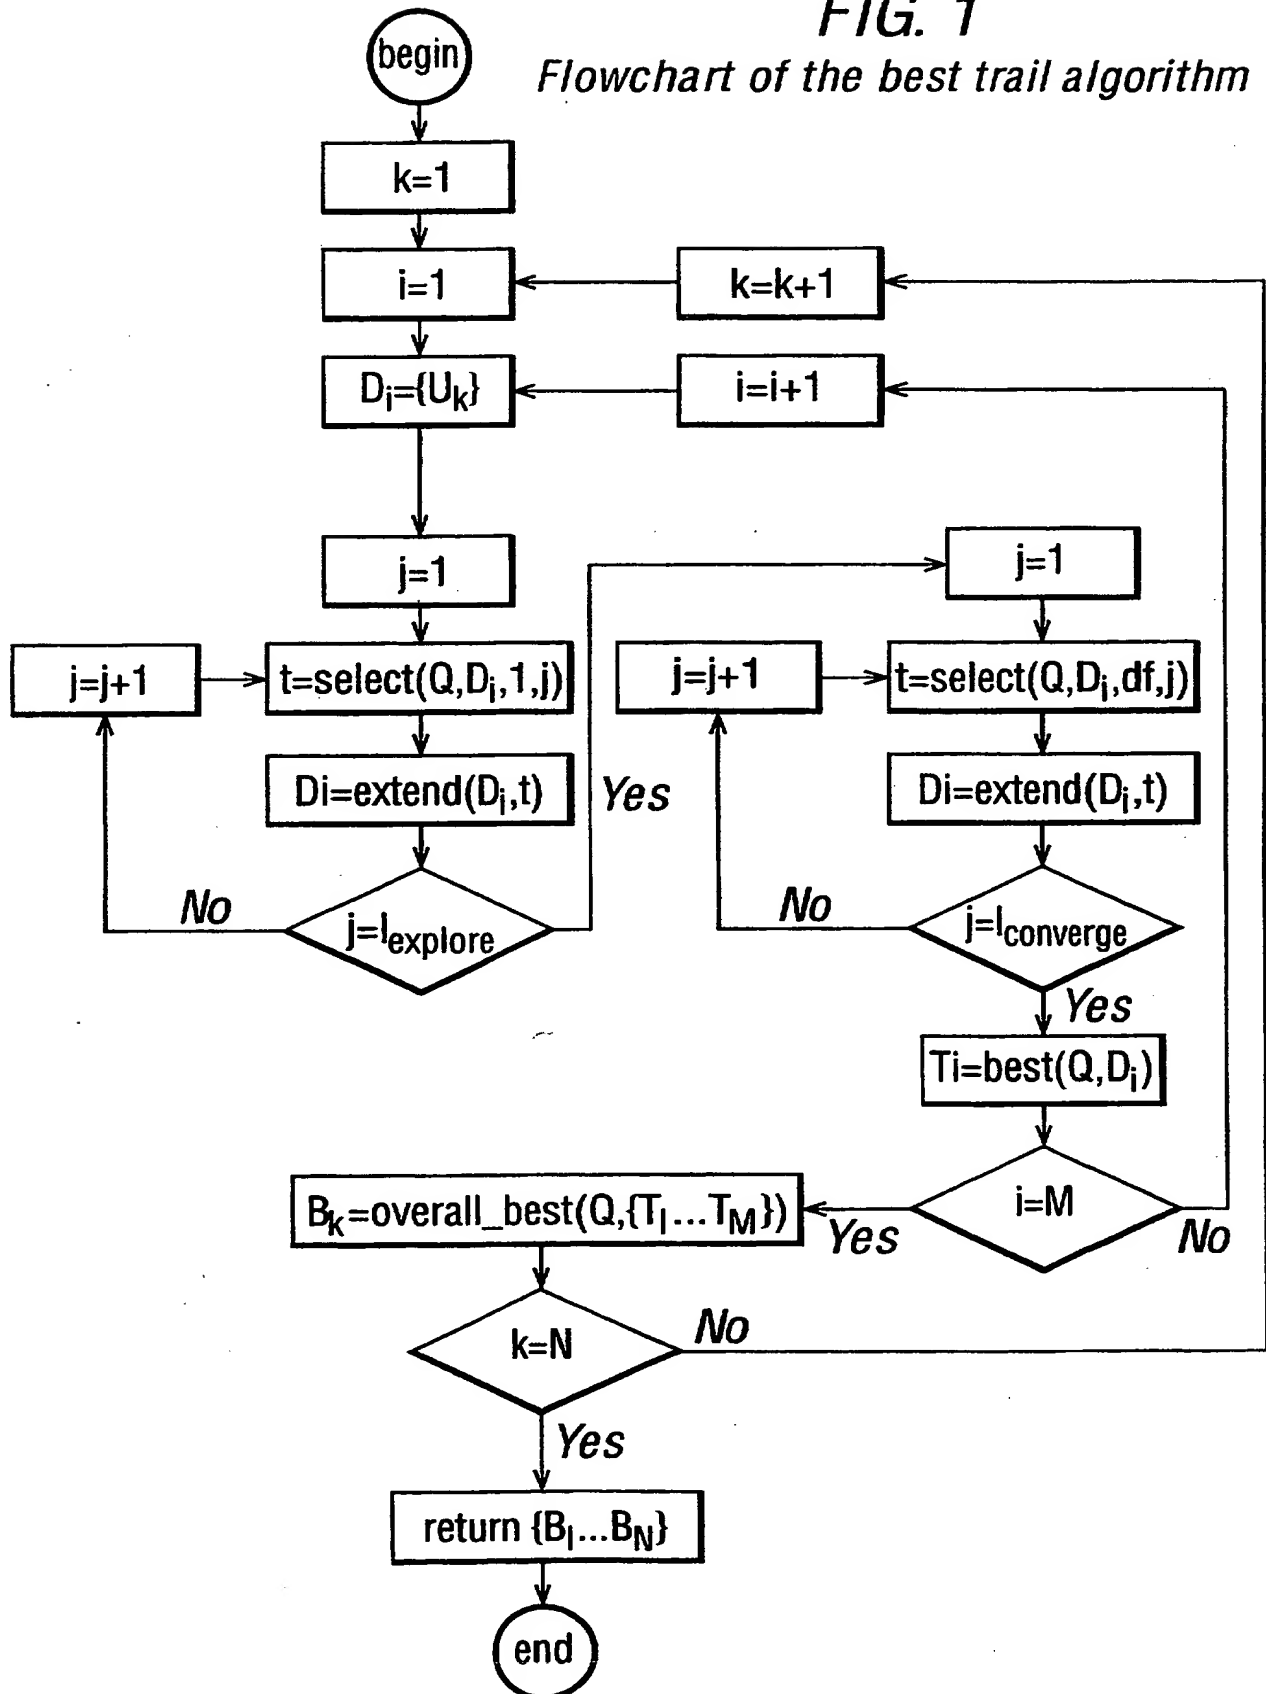 FIG. 1
Flowchart of the best trail algorithm
begin
k=1
i=1
k=k+1
Di={Uk}
i=i+1
j=1
j=1
j=j+1
t=select(Q,Di,1,j)
j=j+1
t=select(Q,Di,df,j)
Di=extend(Di,t)
Yes
Di=extend(Di,t)
No
j=Iexplore
No
j=Iconverge
Yes
Ti=best(Q,Di)
Bk=overall_best(Q,{TI...TM})
Yes
i=M
No
k=N
No
Yes
return {BI...BN}
end